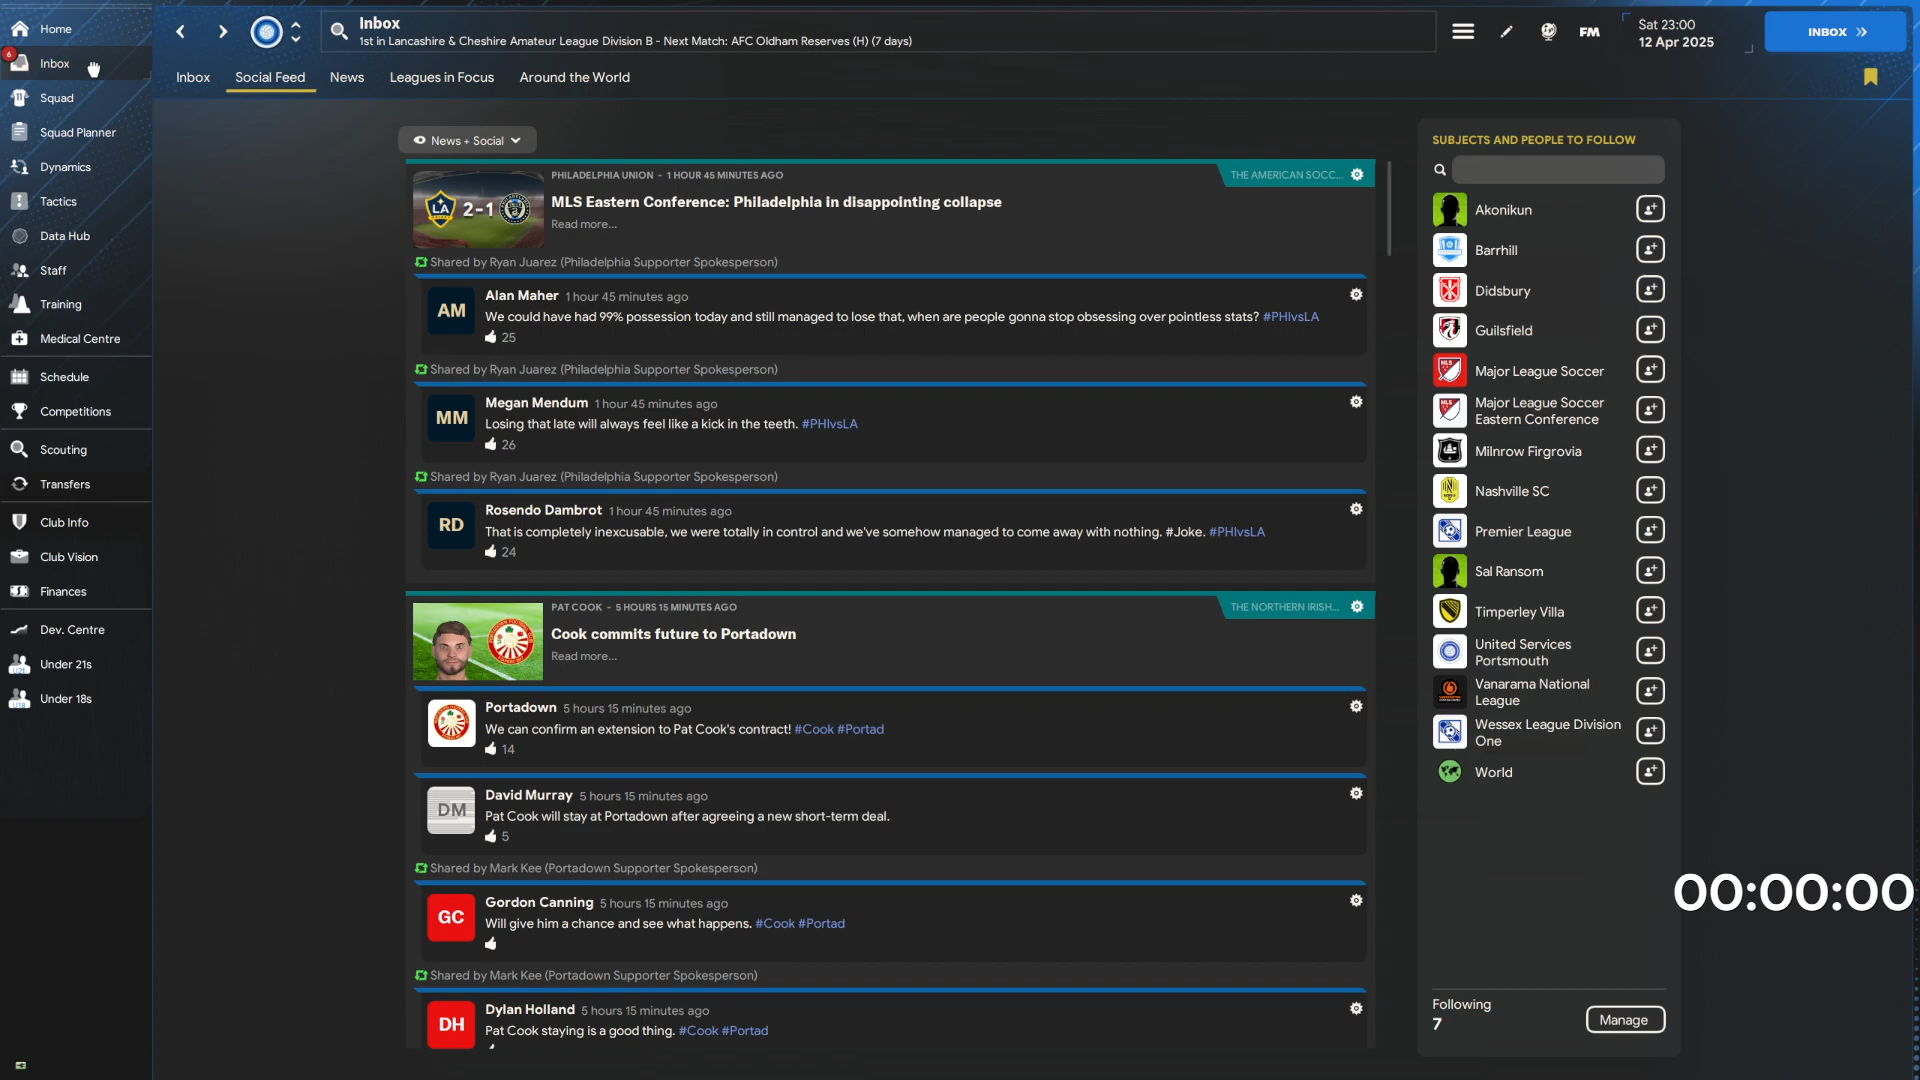 Home
6
Inbox
Squad
Squad Planner
Dynamics
Tactics
Data Hub
Staff
Training
Medical Centre
Schedule
Competitions
Scouting
Transfers
Club Info
Club Vision
Finances
Dev. Centre
Under 21s
Under 18s
Inbox
1st in Lancashire & Cheshire Amateur League Division B - Next Match: AFC Oldham Reserves (H) (7 days)
FM
Sat 23:00
12 Apr 2025
INBOX
Inbox
Social Feed
News
Leagues in Focus
Around the World
News + Social
PHILADELPHIA UNION - 1 HOUR 45 MINUTES AGO
THE AMERICAN SOCC...
LA 2-1
MLS Eastern Conference: Philadelphia in disappointing collapse
Read more...
Shared by Ryan Juarez (Philadelphia Supporter Spokesperson)
AM
Alan Maher 1 hour 45 minutes ago
We could have had 99% possession today and still managed to lose that, when are people gonna stop obsessing over pointless stats? #PHIvsLA
25
Shared by Ryan Juarez (Philadelphia Supporter Spokesperson)
MM
Megan Mendum 1 hour 45 minutes ago
Losing that late will always feel like a kick in the teeth. #PHIvsLA
26
Shared by Ryan Juarez (Philadelphia Supporter Spokesperson)
RD
Rosendo Dambrot 1 hour 45 minutes ago
That is completely inexcusable, we were totally in control and we've somehow managed to come away with nothing. #Joke. #PHIvsLA
24
PAT COOK - 5 HOURS 15 MINUTES AGO
THE NORTHERN IRISH...
Cook commits future to Portadown
Read more...
Portadown 5 hours 15 minutes ago
We can confirm an extension to Pat Cook's contract! #Cook #Portad
14
DM
David Murray 5 hours 15 minutes ago
Pat Cook will stay at Portadown after agreeing a new short-term deal.
5
Shared by Mark Kee (Portadown Supporter Spokesperson)
GC
Gordon Canning 5 hours 15 minutes ago
Will give him a chance and see what happens. #Cook #Portad
Shared by Mark Kee (Portadown Supporter Spokesperson)
DH
Dylan Holland 5 hours 15 minutes ago
Pat Cook staying is a good thing. #Cook #Portad
SUBJECTS AND PEOPLE TO FOLLOW
Akonikun
Barrhill
Didsbury
Guilsfield
Major League Soccer
Major League Soccer
Eastern Conference
Milnrow Firgrovia
Nashville SC
Premier League
Sal Ransom
Timperley Villa
United Services
Portsmouth
Vanarama National
League
Wessex League Division
One
World
00:00:00
Following
7
Manage